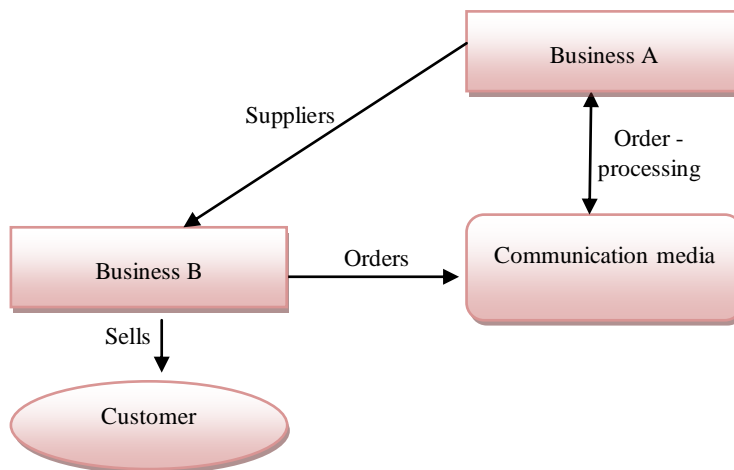 Business A
Suppliers
Order -
processing
Communication media
Business B
Orders
Sells
Customer